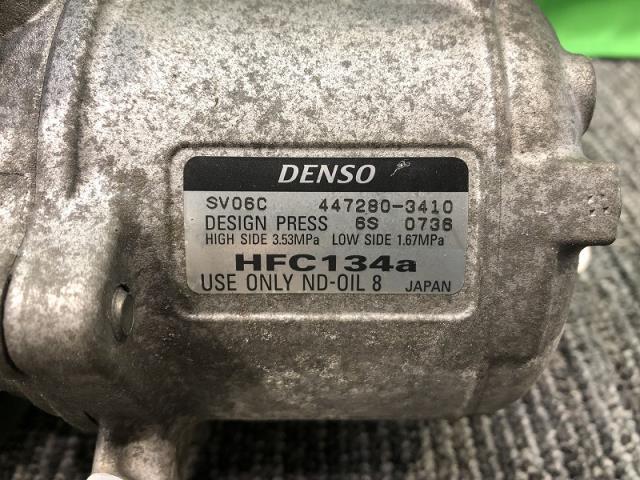 DENSO
SV06C 447280-3410
DESIGN PRESS 6S 0736
HIGH SIDE 3.53MPa LOW SIDE 1.67MPa
HFC134a
USE ONLY ND-OIL 8 JAPAN